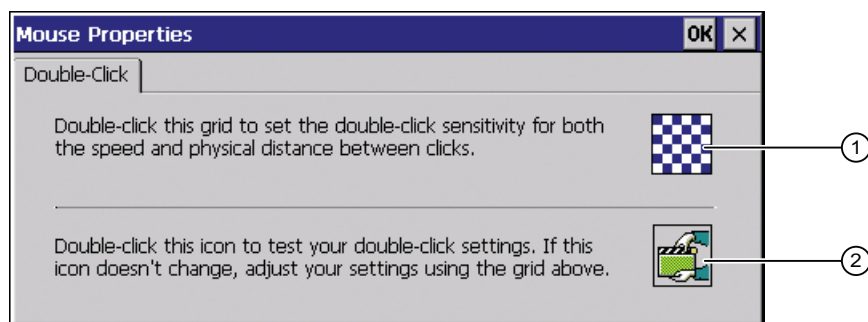 Mouse Properties OK ×
Double-Click
Double-click this grid to set the double-click sensitivity for both
the speed and physical distance between clicks.
1
Double-click this icon to test your double-click settings. If this
icon doesn't change, adjust your settings using the grid above.
2